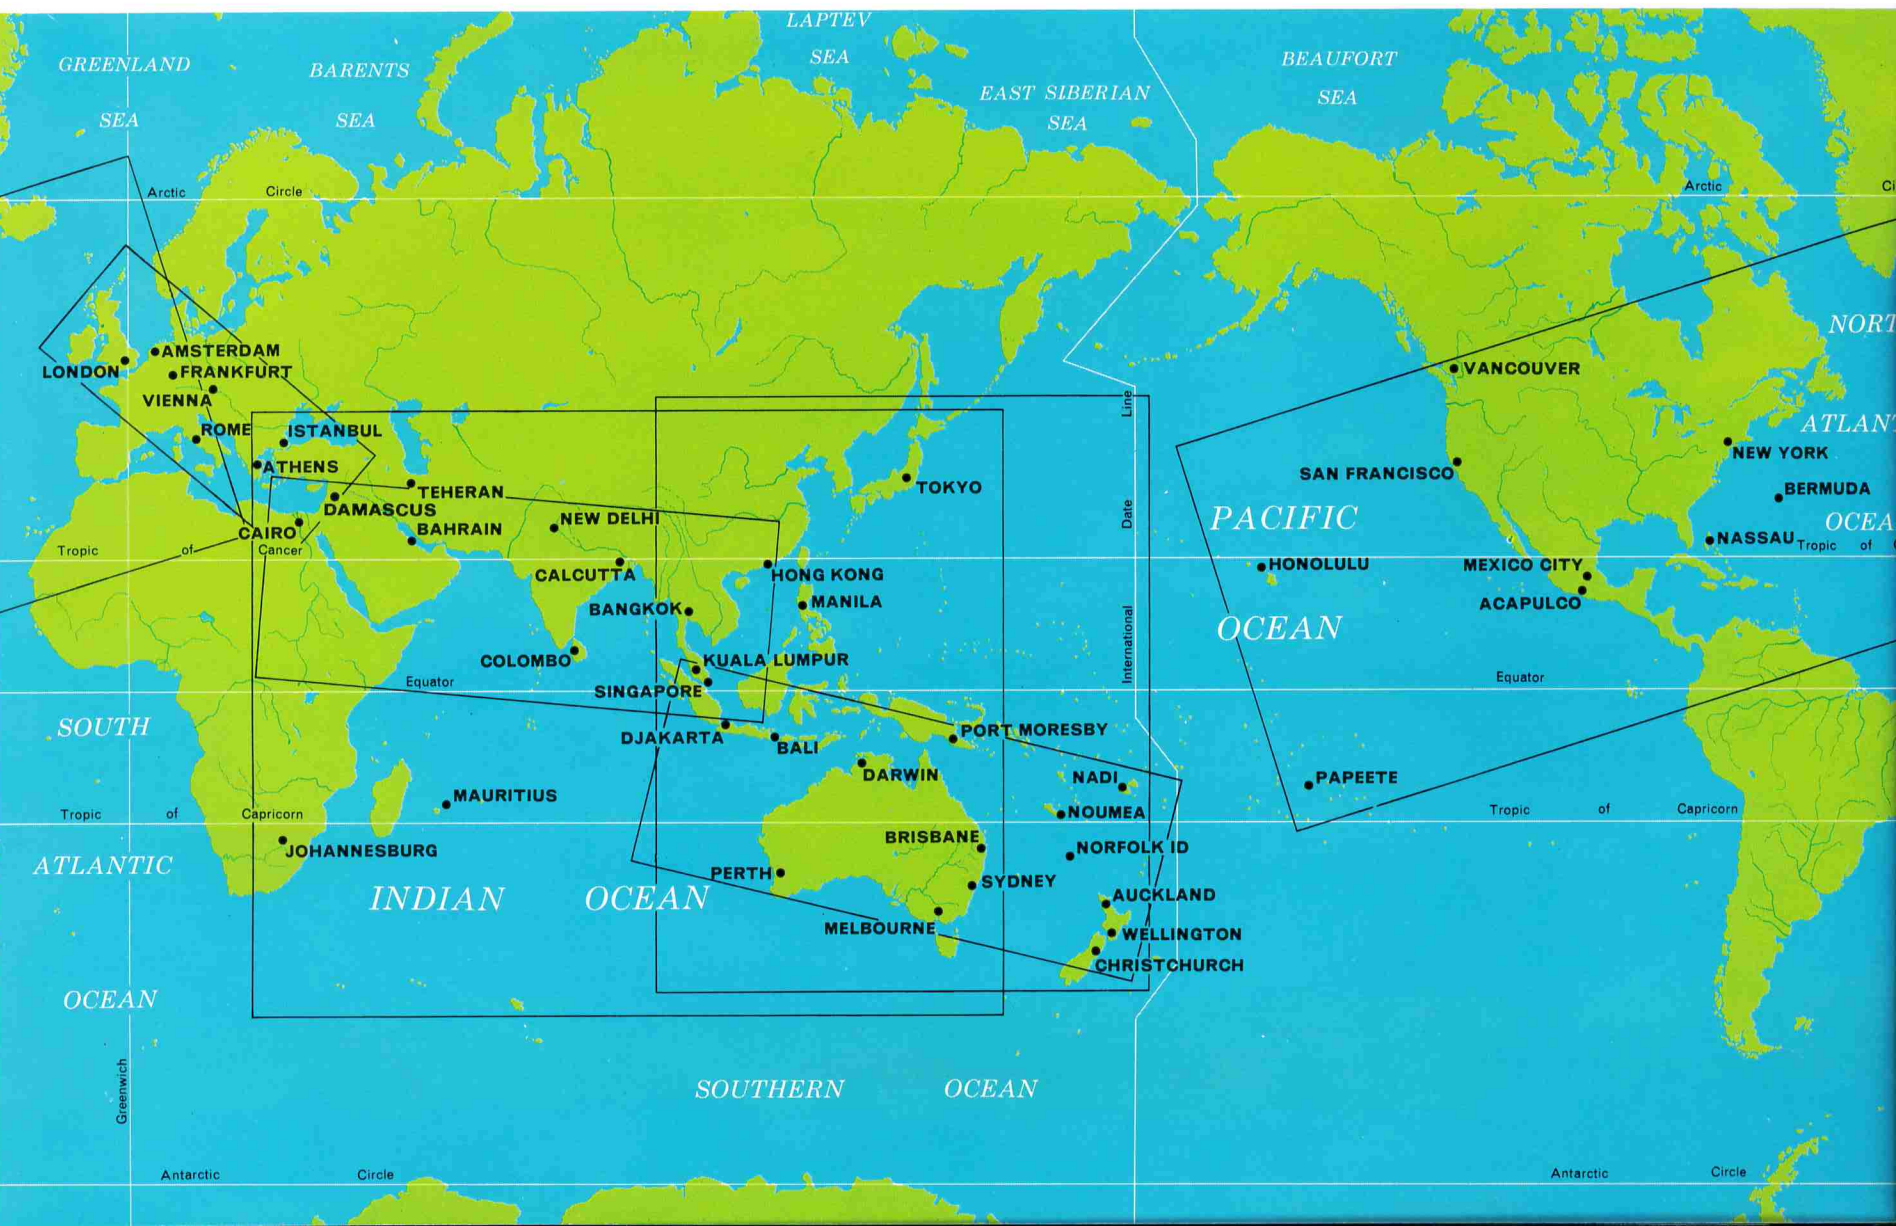 LAPTEV
SEA
GREENLAND
SEA
BARENTS
SEA
EAST SIBERIAN
SEA
BEAUFORT
SEA
Arctic Circle
Arctic Ci
NORT
ATLANT
OCEA
AMSTERDAM
LONDON
FRANKFURT
VIENNA
ROME
ISTANBUL
ATHENS
TEHERAN
DAMASCUS
CAIRO
BAHRAIN
NEW DELHI
CALCUTTA
HONG KONG
BANGKOK
MANILA
COLOMBO
KUALA LUMPUR
SINGAPORE
DJAKARTA
BALI
TOKYO
PORT MORESBY
DARWIN
NADI
NOUMEA
BRISBANE
NORFOLK ID
PERTH
SYDNEY
AUCKLAND
MELBOURNE
WELLINGTON
CHRISTCHURCH
MAURITIUS
JOHANNESBURG
VANCOUVER
SAN FRANCISCO
NEW YORK
BERMUDA
NASSAU
HONOLULU
MEXICO CITY
ACAPULCO
PAPEETE
PACIFIC
OCEAN
Tropic of Cancer
Tropic of
Equator
Equator
International Date Line
SOUTH
ATLANTIC
OCEAN
Tropic of Capricorn
Tropic of Capricorn
INDIAN OCEAN
SOUTHERN OCEAN
Greenwich
Antarctic Circle
Antarctic Circle